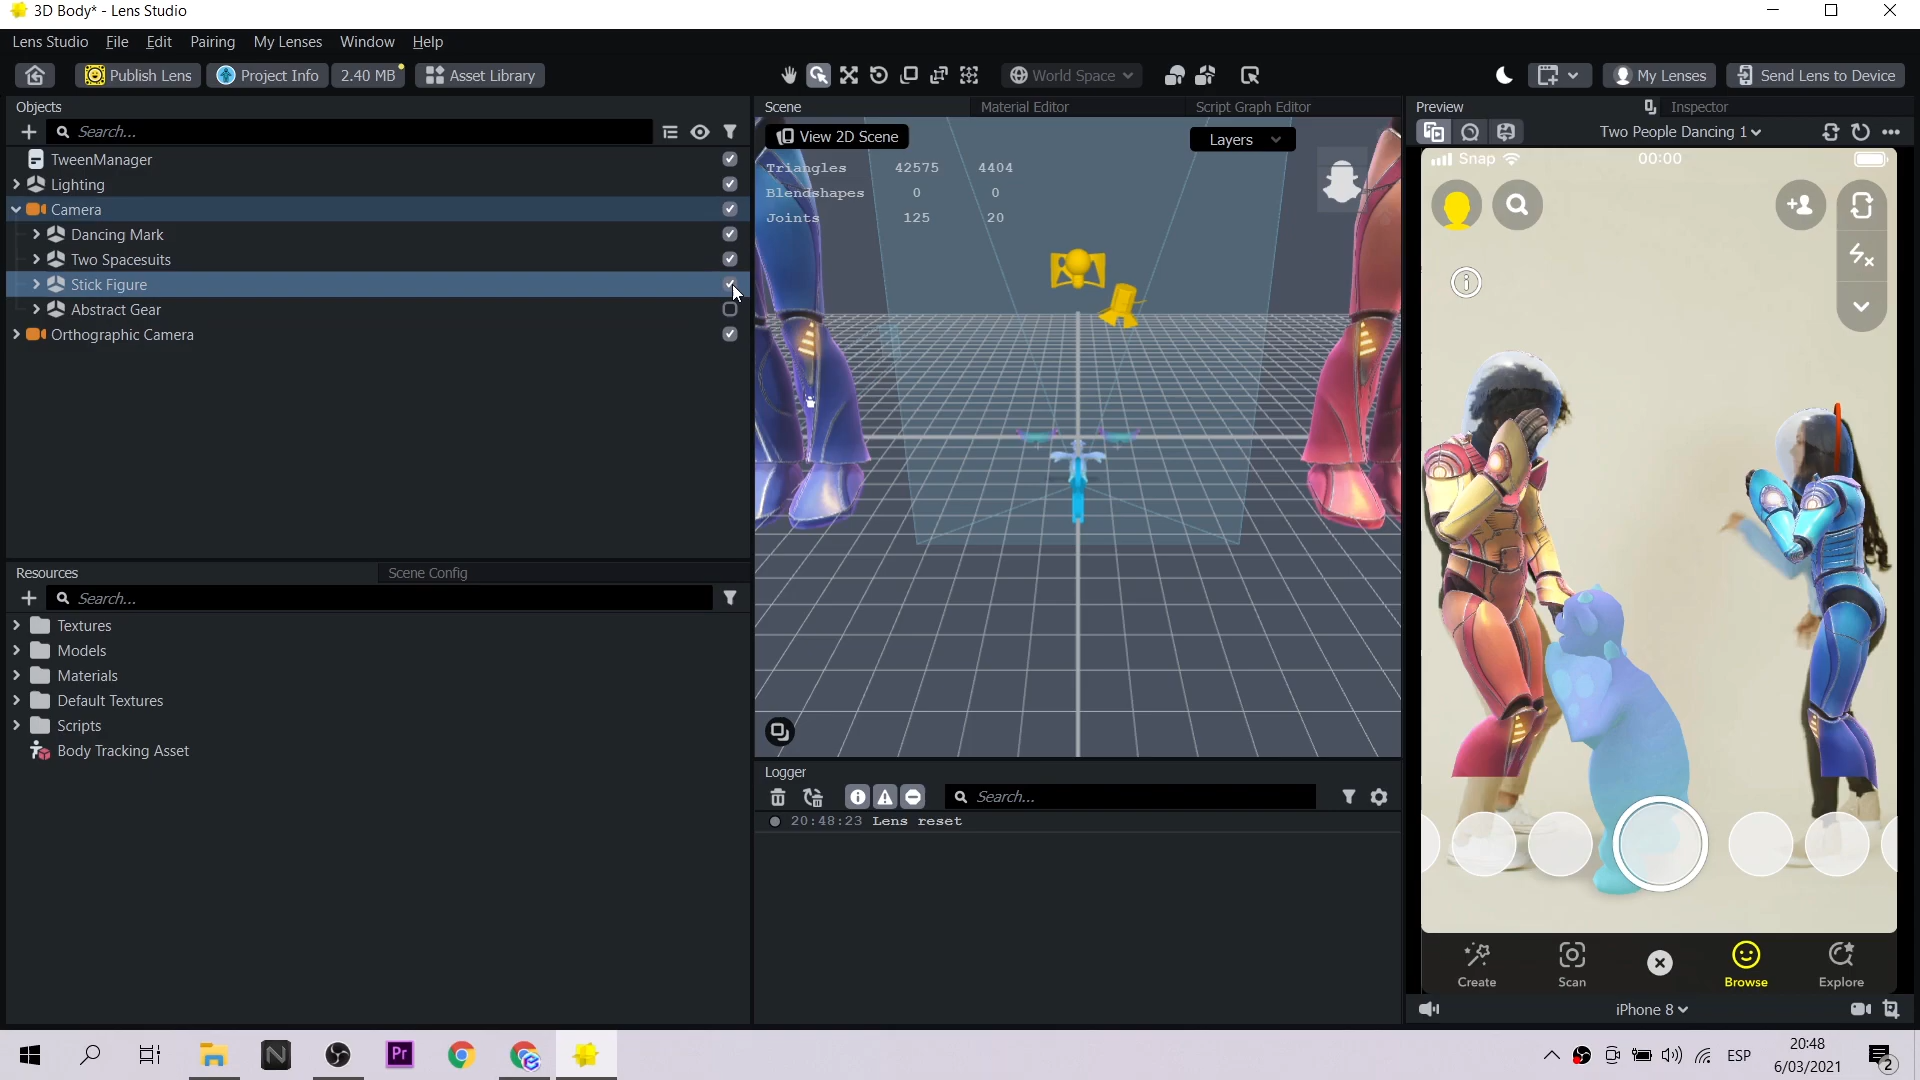 3D Body* - Lens Studio
Lens Studio File Edit Pairing My Lenses Window Help
Publish Lens Project Info 2.40 MB Asset Library World Space My Lenses Send Lens to Device
Objects
Search...
TweenManager
Lighting
Camera
Dancing Mark
Two Spacesuits
Stick Figure
Abstract Gear
Orthographic Camera
Resources Scene Config
Search...
Textures
Models
Materials
Default Textures
Scripts
Body Tracking Asset
Scene Material Editor Script Graph Editor
View 2D Scene Layers
Triangles 42575 4404
Blendshapes 0 0
Joints 125 20
Logger
Search...
20:48:23 Lens reset
Preview Inspector
Two People Dancing 1
Snap 00:00
Create Scan Browse Explore
iPhone 8
N Pr ESP
20:48
6/03/2021
2